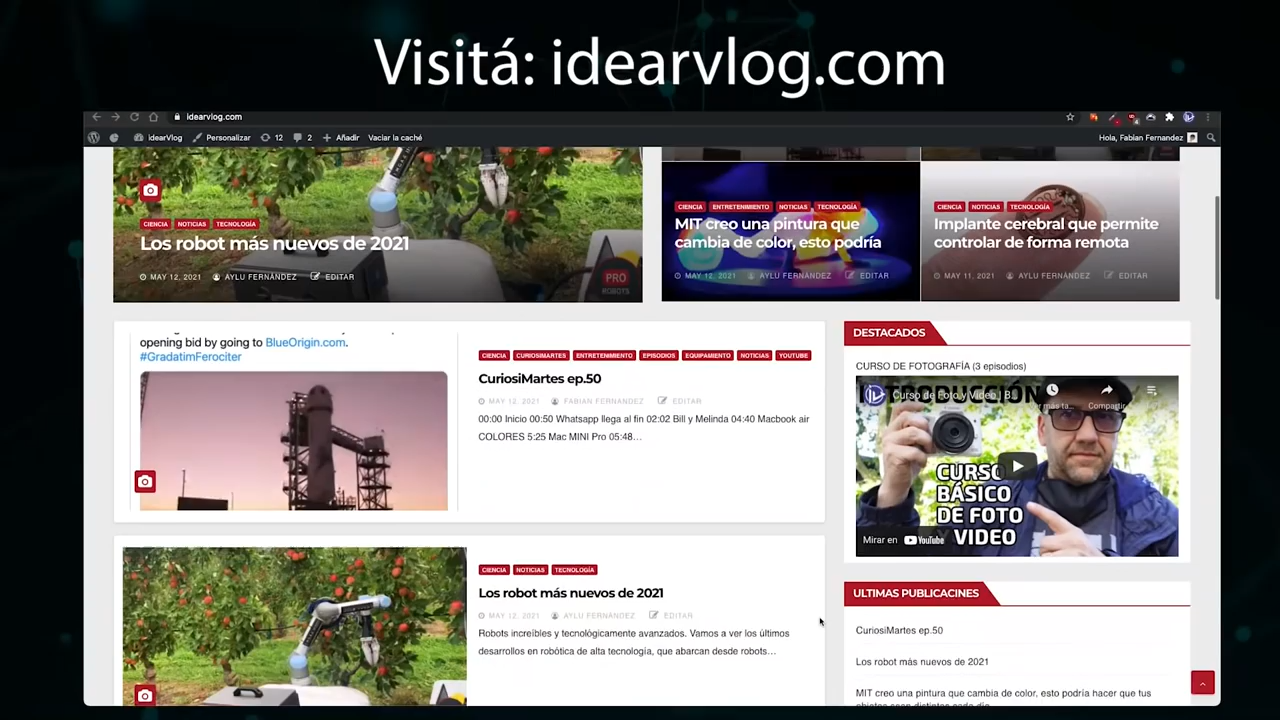 Visitá: idearvlog.com
idearvlog.com
idearVlog Personalizar 12 2 Añadir Vaciar la caché Hola, Fabian Fernandez
CIENCIA NOTICIAS TECNOLOGÍA
Los robot más nuevos de 2021
MAY 12, 2021 AYLU FERNÁNDEZ EDITAR
PRO
ROBOTS
CIENCIA ENTRETENIMIENTO NOTICIAS TECNOLOGÍA
MIT creo una pintura que
cambia de color, esto podría
MAY 12, 2021 AYLU FERNÁNDEZ EDITAR
CIENCIA NOTICIAS TECNOLOGÍA
Implante cerebral que permite
controlar de forma remota
MAY 11, 2021 AYLU FERNÁNDEZ EDITAR
opening bid by going to BlueOrigin.com.
#GradatimFerociter
CIENCIA CURIOSIMARTES ENTRETENIMIENTO EPISODIOS EQUIPAMIENTO NOTICIAS YOUTUBE
CuriosiMartes ep.50
MAY 12, 2021 FABIAN FERNANDEZ EDITAR
00:00 Inicio 00:50 Whatsapp llega al fin 02:02 Bill y Melinda 04:40 Macbook air
COLORES 5:25 Mac MINI Pro 05:48…
CIENCIA NOTICIAS TECNOLOGÍA
Los robot más nuevos de 2021
MAY 12, 2021 AYLU FERNÁNDEZ EDITAR
Robots increíbles y tecnológicamente avanzados. Vamos a ver los últimos
desarrollos en robótica de alta tecnología, que abarcan desde robots…
DESTACADOS
CURSO DE FOTOGRAFÍA (3 episodios)
INTRODUCCIÓN
Curso de Foto y Video | B...
Compartir
CURSO
BÁSICO
DE FOTO
Y VIDEO
Mirar en YouTube
ULTIMAS PUBLICACINES
CuriosiMartes ep.50
Los robot más nuevos de 2021
MIT creo una pintura que cambia de color, esto podría hacer que tus